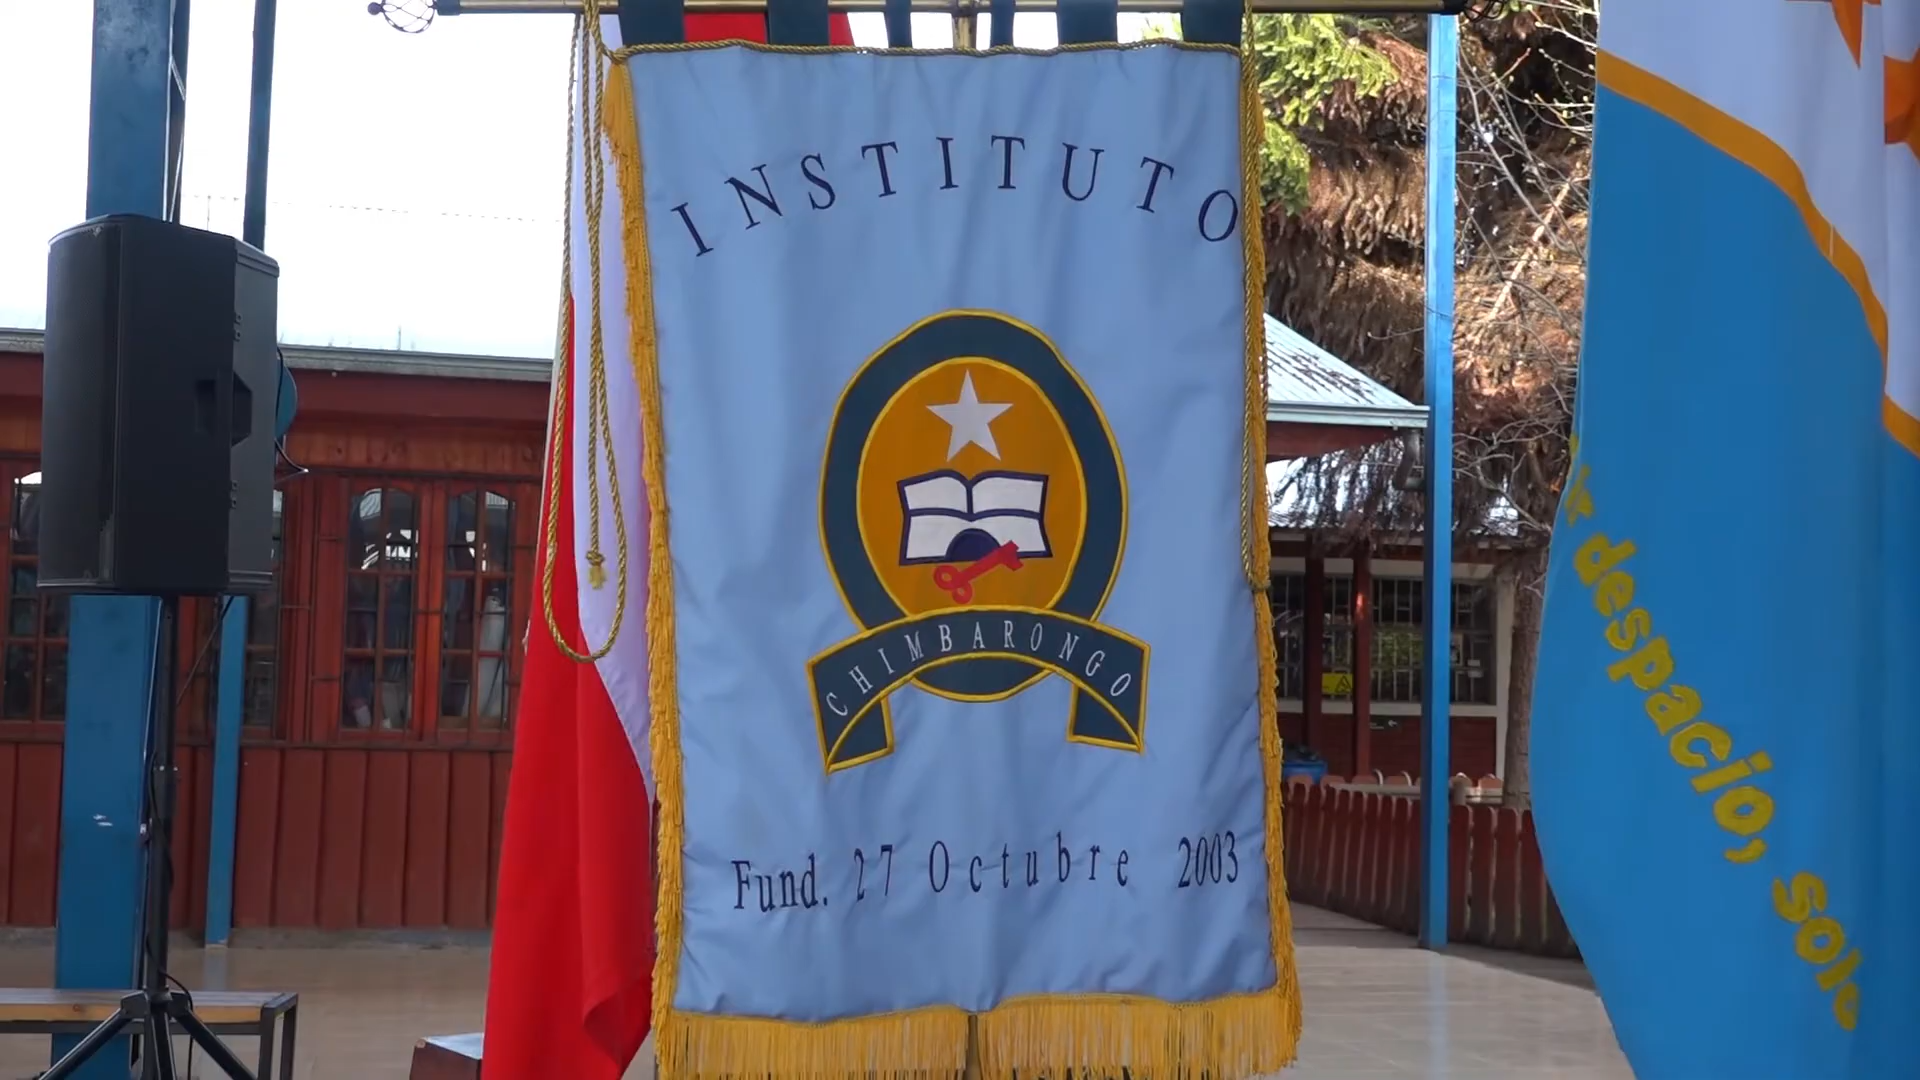 INSTITUTO
CHIMBARONGO
Fund. 27 Octubre 2003
despacio,